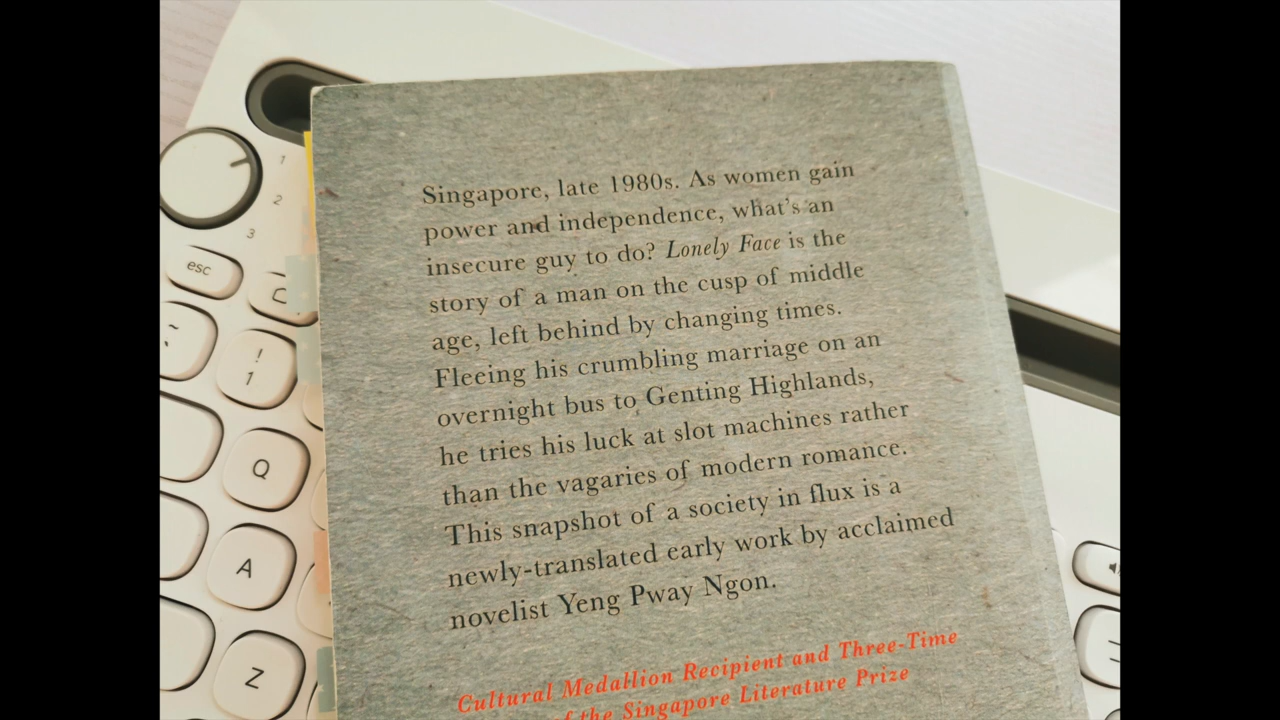 Singapore, late 1980s. As women gain
power and independence, what's an
insecure guy to do? Lonely Face is the
story of a man on the cusp of middle
age, left behind by changing times.
Fleeing his crumbling marriage on an
overnight bus to Genting Highlands,
he tries his luck at slot machines rather
than the vagaries of modern romance.
This snapshot of a society in flux is a
newly-translated early work by acclaimed
novelist Yeng Pway Ngon.
Cultural Medallion Recipient and Three-Time
of the Singapore Literature Prize
1
2
3
esc
~
!
1
Q
A
Z